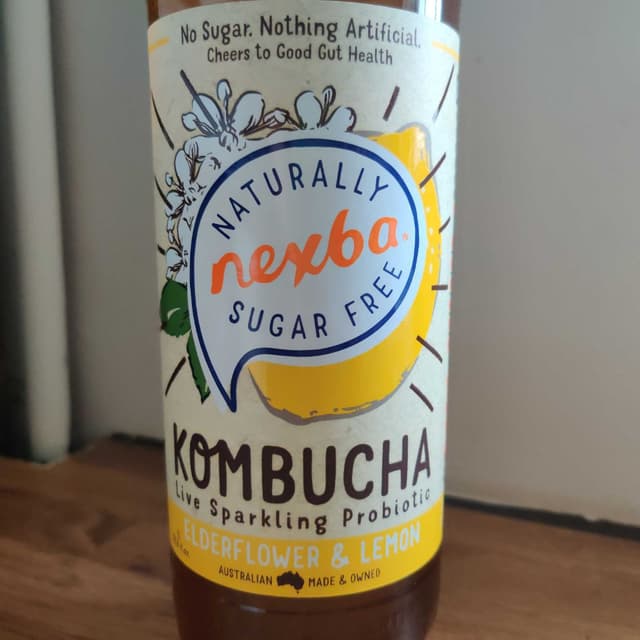 No Sugar. Nothing Artificial.
Cheers to Good Gut Health
NATURALLY
nexba.
SUGAR FREE
KOMBUCHA
Live Sparkling Probiotic
ELDERFLOWER & LEMON
AUSTRALIAN MADE & OWNED